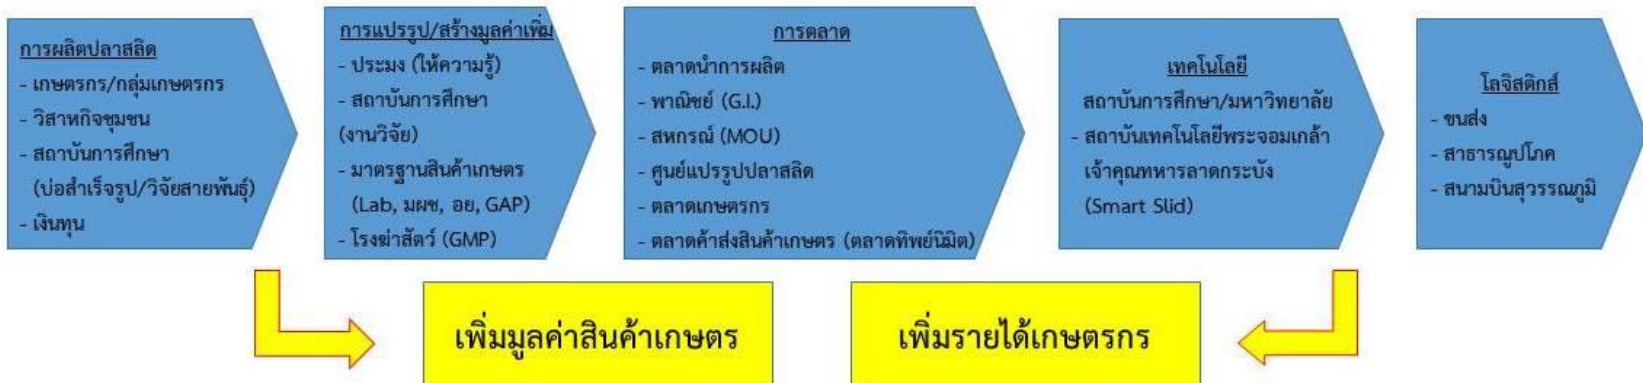 การผลิตปลาสลิด
- เกษตรกร/กลุ่มเกษตรกร
- วิสาหกิจชุมชน
- สถาบันการศึกษา
(บ่อสำเร็จรูป/วิจัยสายพันธุ์)
- เงินทุน
การแปรรูป/สร้างมูลค่าเพิ่ม
- ประมง (ให้ความรู้)
- สถาบันการศึกษา
(งานวิจัย)
- มาตรฐานสินค้าเกษตร
(Lab, มผช, อย, GAP)
- โรงฆ่าสัตว์ (GMP)
การตลาด
- ตลาดนำการผลิต
- พาณิชย์ (G.I.)
- สหกรณ์ (MOU)
- ศูนย์แปรรูปปลาสลิด
- ตลาดเกษตรกร
- ตลาดค้าส่งสินค้าเกษตร (ตลาดทิพย์นิมิต)
เทคโนโลยี
สถาบันการศึกษา/มหาวิทยาลัย
- สถาบันเทคโนโลยีพระจอมเกล้า
เจ้าคุณทหารลาดกระบัง
(Smart Slid)
โลจิสติกส์
- ขนส่ง
- สาธารณูปโภค
- สนามบินสุวรรณภูมิ
เพิ่มมูลค่าสินค้าเกษตร
เพิ่มรายได้เกษตรกร